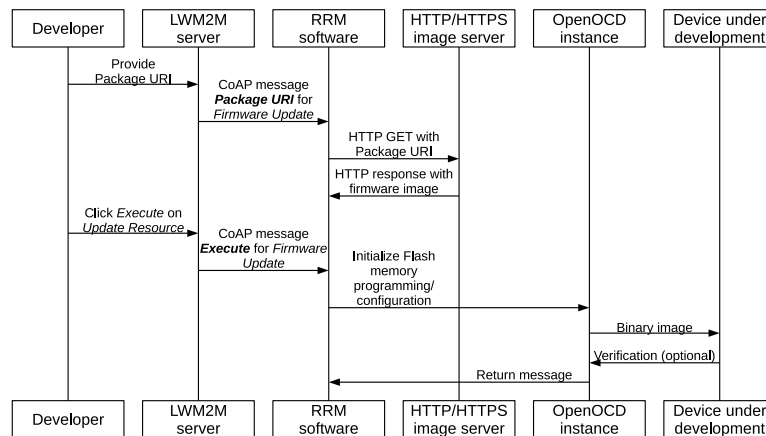 Developer
LWM2M
server
RRM
software
HTTP/HTTPS
image server
OpenOCD
instance
Device under
development
Provide
Package URI
CoAP message
Package URI for
Firmware Update
HTTP GET with
Package URI
HTTP response with
firmware image
Click Execute on
Update Resource
CoAP message
Execute for Firmware
Update
Initialize Flash
memory
programming/
configuration
Binary image
Verification (optional)
Return message
Developer
LWM2M
server
RRM
software
HTTP/HTTPS
image server
OpenOCD
instance
Device under
development